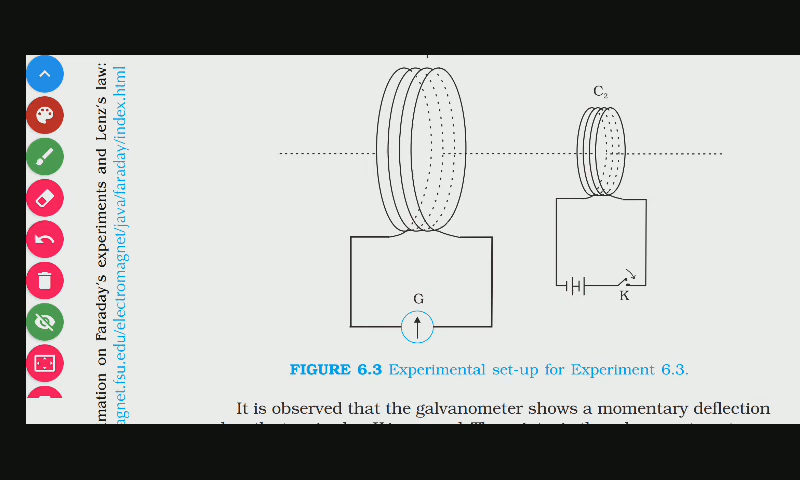 mation on Faraday's experiments and Lenz's law:
agnet.fsu.edu/electromagnet/java/faraday/index.html
C₂
G
K
FIGURE 6.3 Experimental set-up for Experiment 6.3.
It is observed that the galvanometer shows a momentary deflection